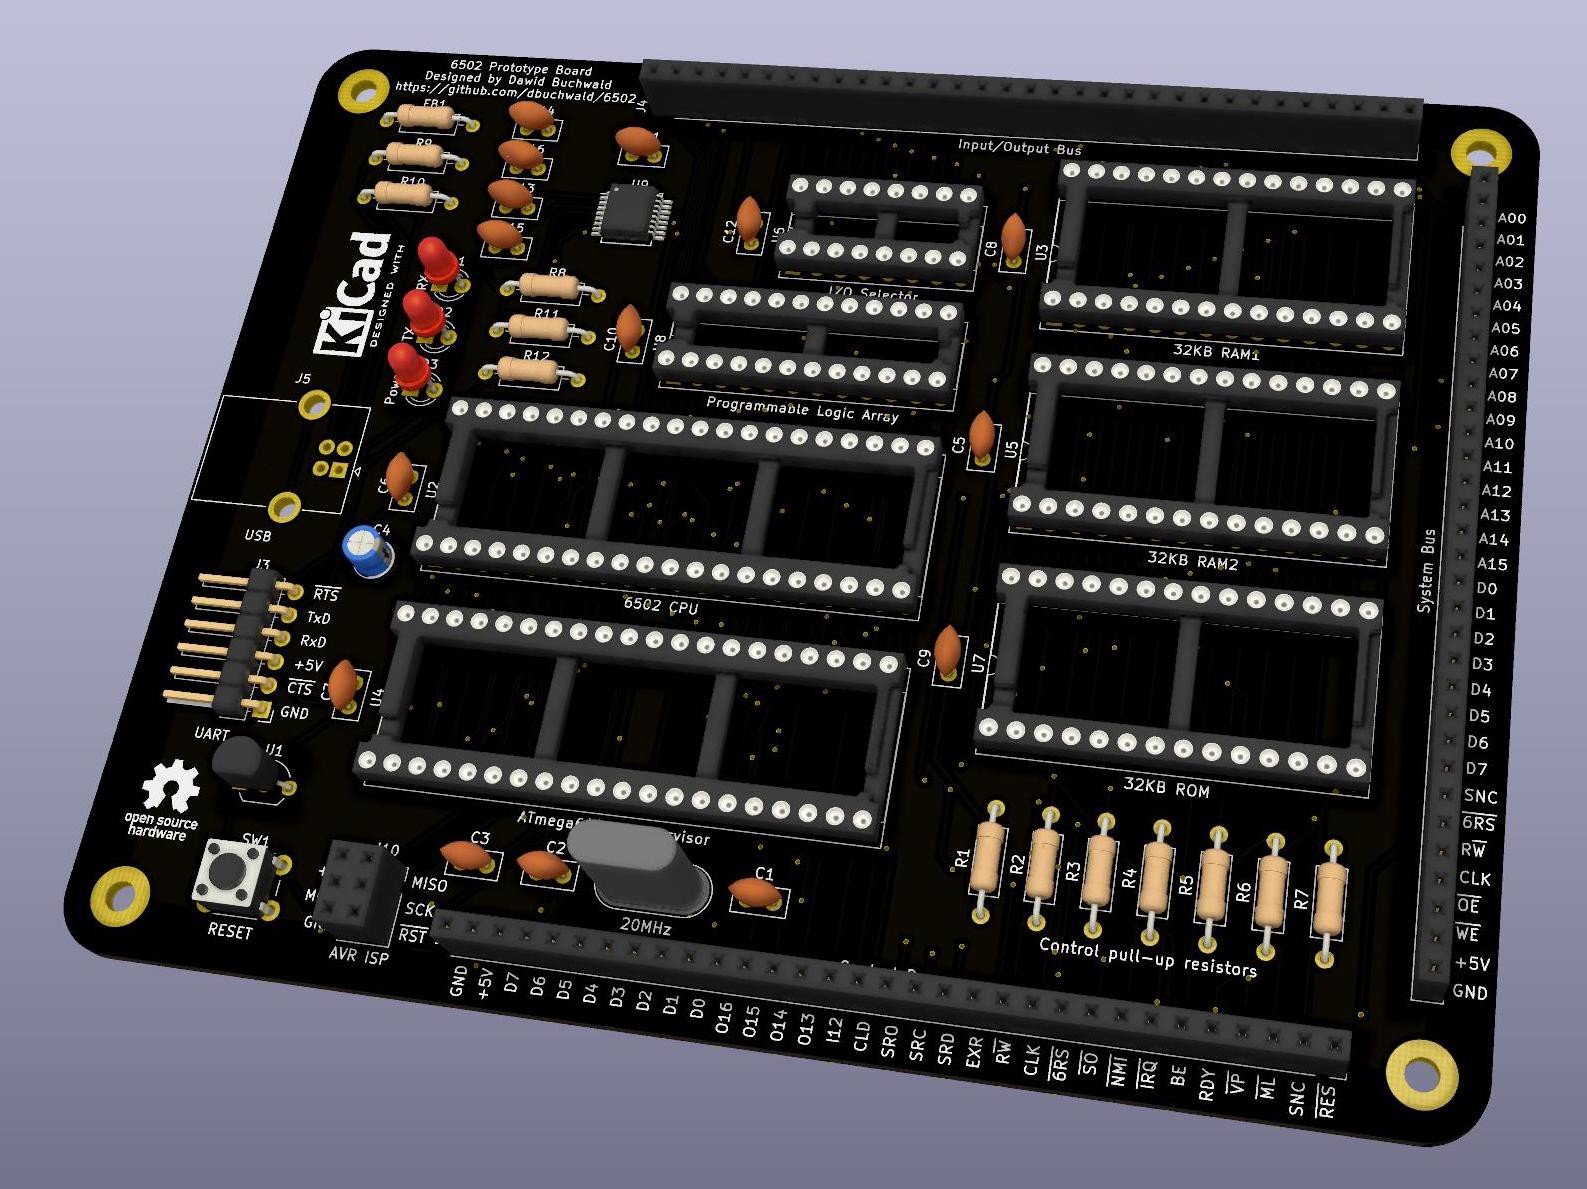 6502 Prototype Board
Designed by Dawid Buchwald
https://github.com/dbuchwald/6502
J4
Input/Output Bus
FB1
R9
R10
U9
C12
U6
C8
U3
I/O Selector
32KB RAM1
KiCad
DESIGNED WITH
R8
R11
R12
C10
Programmable Logic Array
C5
U5
32KB RAM2
J5
USB
C6
U2
C4
6502 CPU
J3
RTS
TxD
RxD
+5V
CTS
GND
UART
U4
C9
U7
32KB ROM
U1
open source
hardware
SW1
RESET
J10
MISO
SCK
RST
AVR ISP
C3
C2
C1
20MHz
R1
R2
R3
R4
R5
R6
R7
Control pull-up resistors
System Bus
A00
A01
A02
A03
A04
A05
A06
A07
A08
A09
A10
A11
A12
A13
A14
A15
D0
D1
D2
D3
D4
D5
D6
D7
SNC
6RS
RW
CLK
OE
WE
+5V
GND
GND
+5V
D7
D6
D5
D4
D3
D2
D1
D0
O16
O15
O14
O13
I12
CLD
SRO
SRC
SRD
EXR
RW
CLK
6RS
SO
NMI
IRQ
BE
RDY
VP
ML
SNC
RES